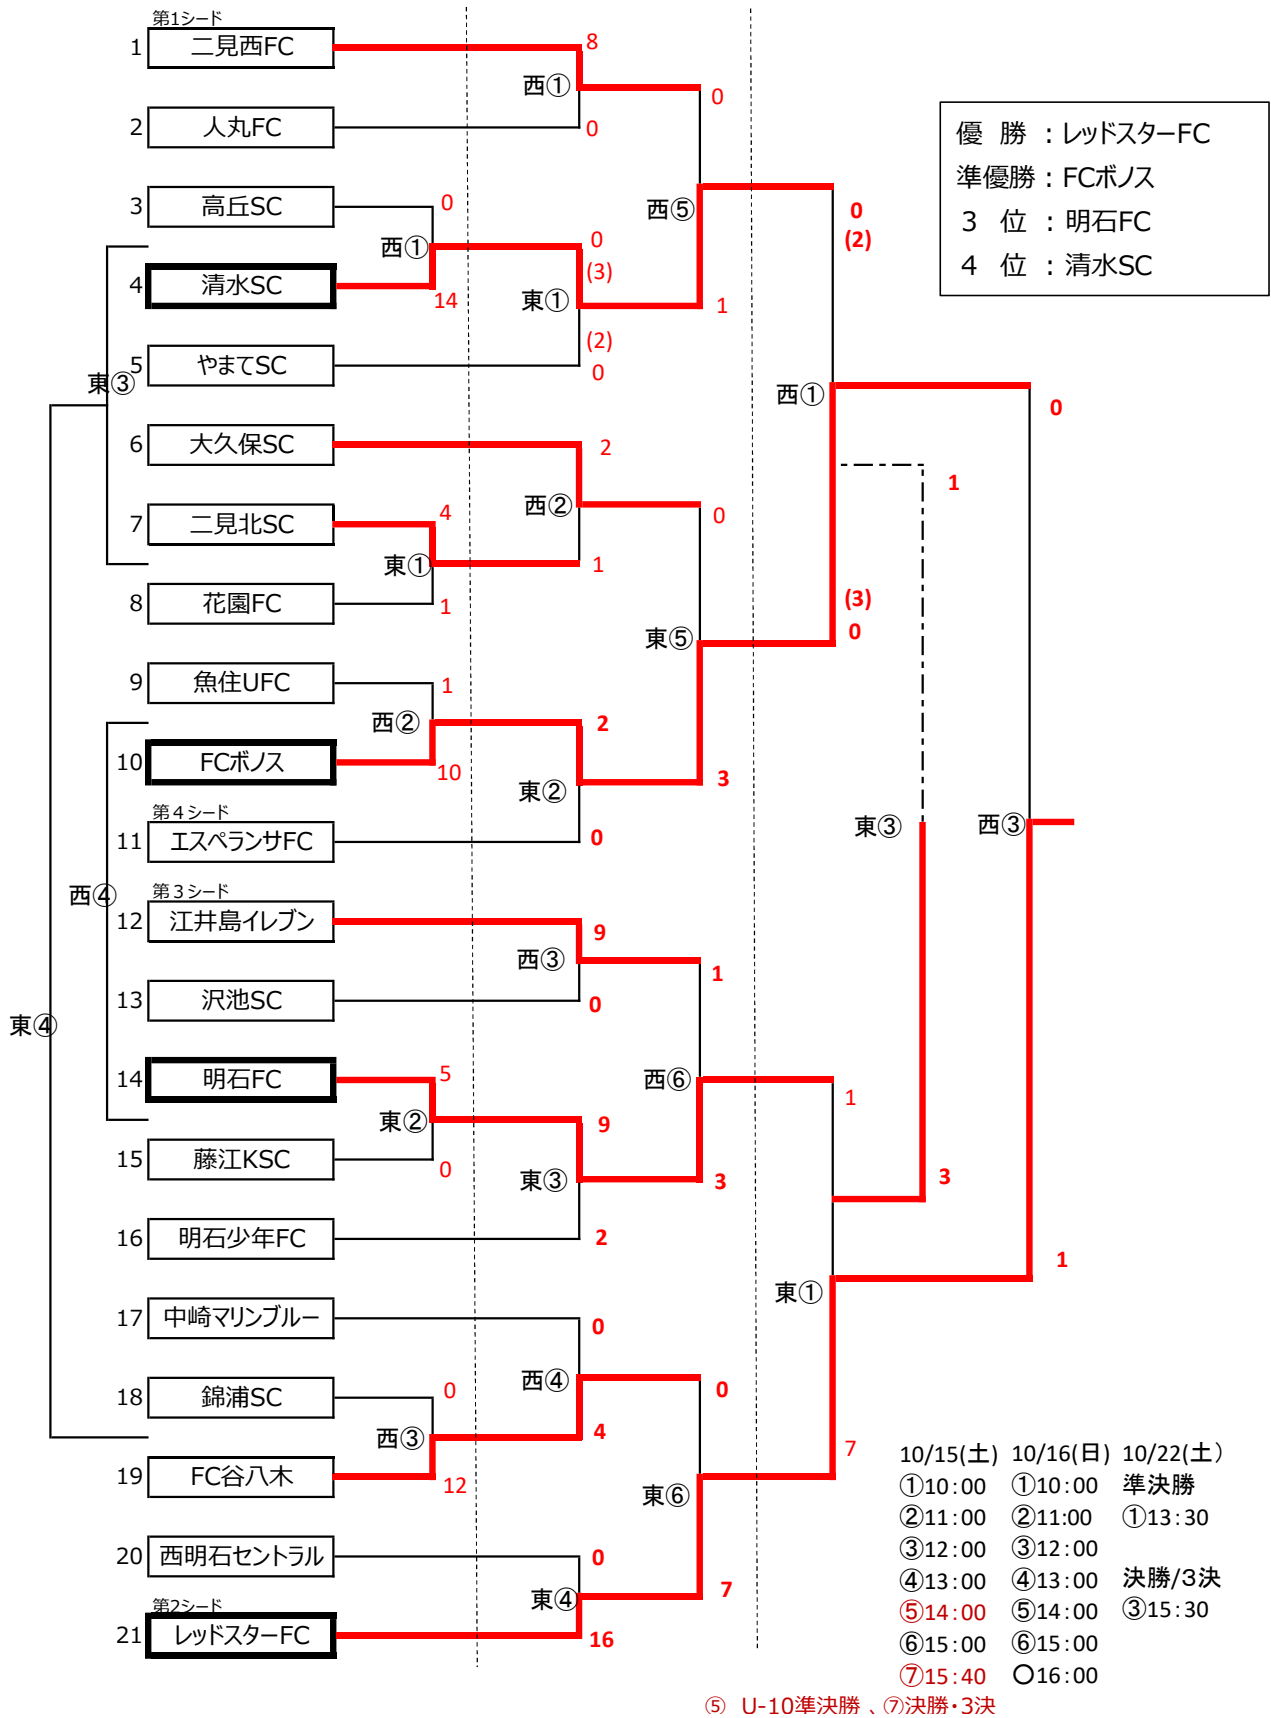 第1シード
1 二見西FC 8
西① 0
2 人丸FC 0
優　勝 ：レッドスターFC
準優勝：FCボノス
３　位 ：明石FC
４　位 ：清水SC
3 高丘SC 0
西⑤ 0
(2)
西① 0
4 清水SC 14 (3)
東① 1
(2)
5 やまてSC 0
東③
西① 0
6 大久保SC 2
1
7 二見北SC 4
西② 0
東① 1
8 花園FC 1
(3)
0
東⑤
9 魚住UFC 1
西② 2
10 FCボノス 10
東② 3
第４シード
11 エスペランサFC 0
東③ 西③
西④
第３シード
12 江井島イレブン 9
西③ 1
13 沢池SC 0
東④
14 明石FC 5
西⑥ 1
東② 9
15 藤江KSC 0
東③ 3
3
16 明石少年FC 2
1
東①
17 中崎マリンブルー 0
西④ 0
18 錦浦SC 0
西③ 4
7
19 FC谷八木 12
東⑥
20 西明石セントラル 0
東④ 7
第2シード
21 レッドスターFC 16
10/15(土) 10/16(日) 10/22(土）
①10：00 ①10：00 準決勝
②11：00 ②11:00 ①13：30
③12：00 ③12：00
④13：00 ④13：00 決勝/３決
⑤14：00 ⑤14：00 ③15：30
⑥15：00 ⑥15：00
⑦15：40 〇16：00
⑤　U-10準決勝 、⑦決勝・3決